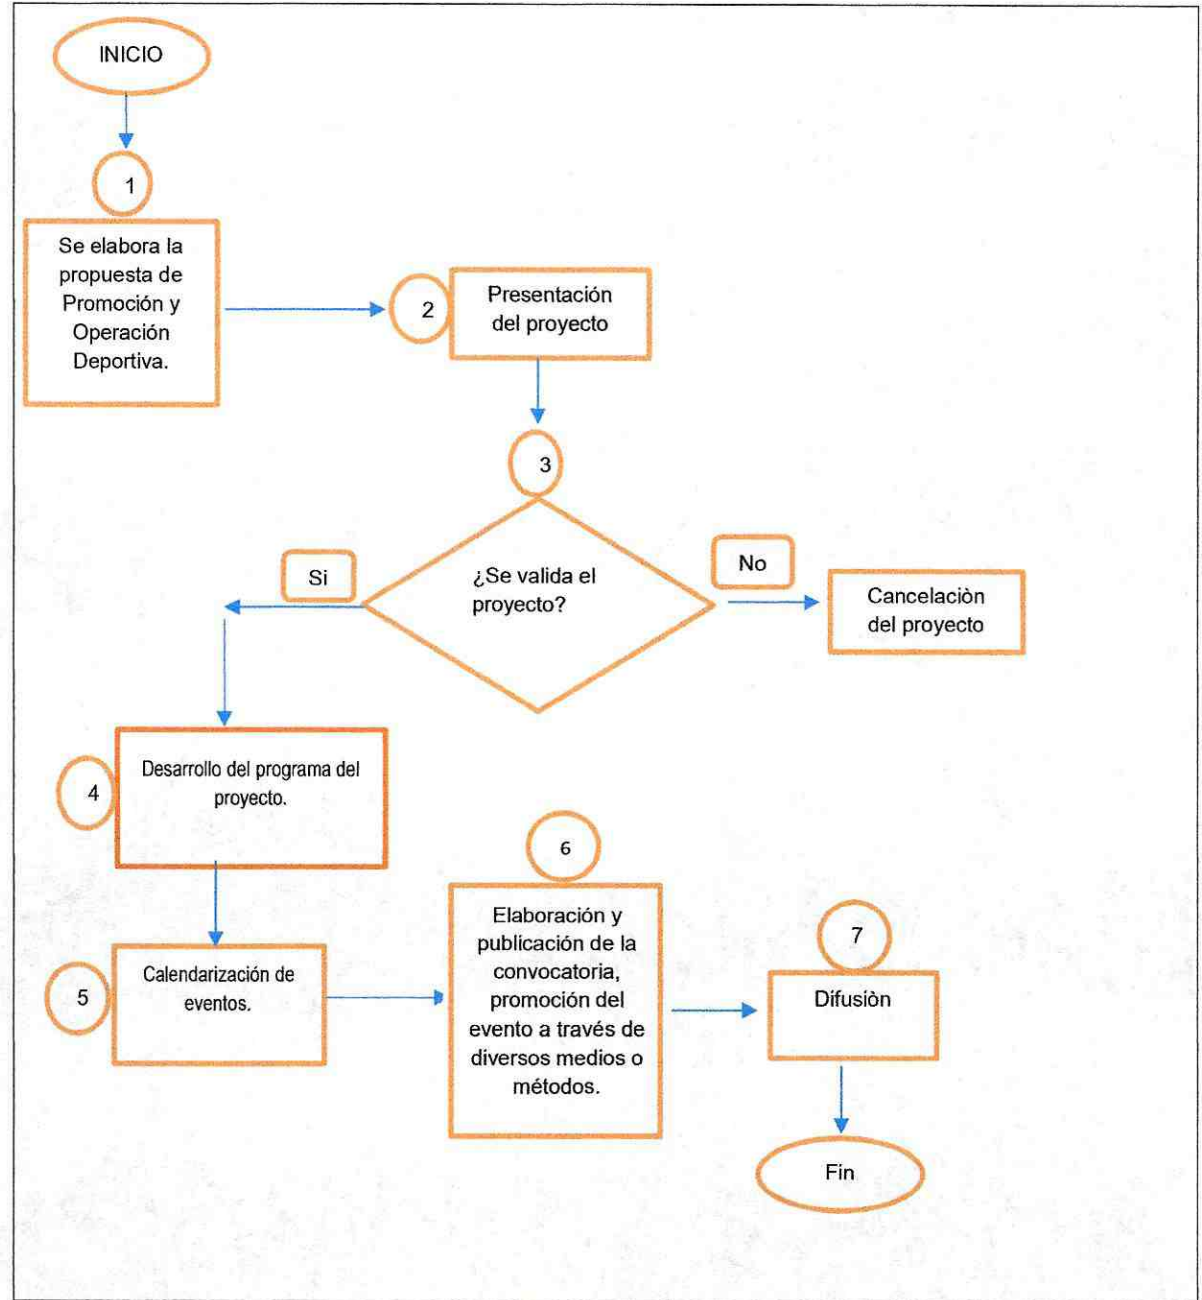 INICIO
1
Se elabora la
propuesta de
Promoción y
Operación
Deportiva.
2
Presentación
del proyecto
3
¿Se valida el
proyecto?
Si
No
Cancelaciòn
del proyecto
4
Desarrollo del programa del
proyecto.
5
Calendarización de
eventos.
6
Elaboración y
publicación de la
convocatoria,
promoción del
evento a través de
diversos medios o
métodos.
7
Difusiòn
Fin